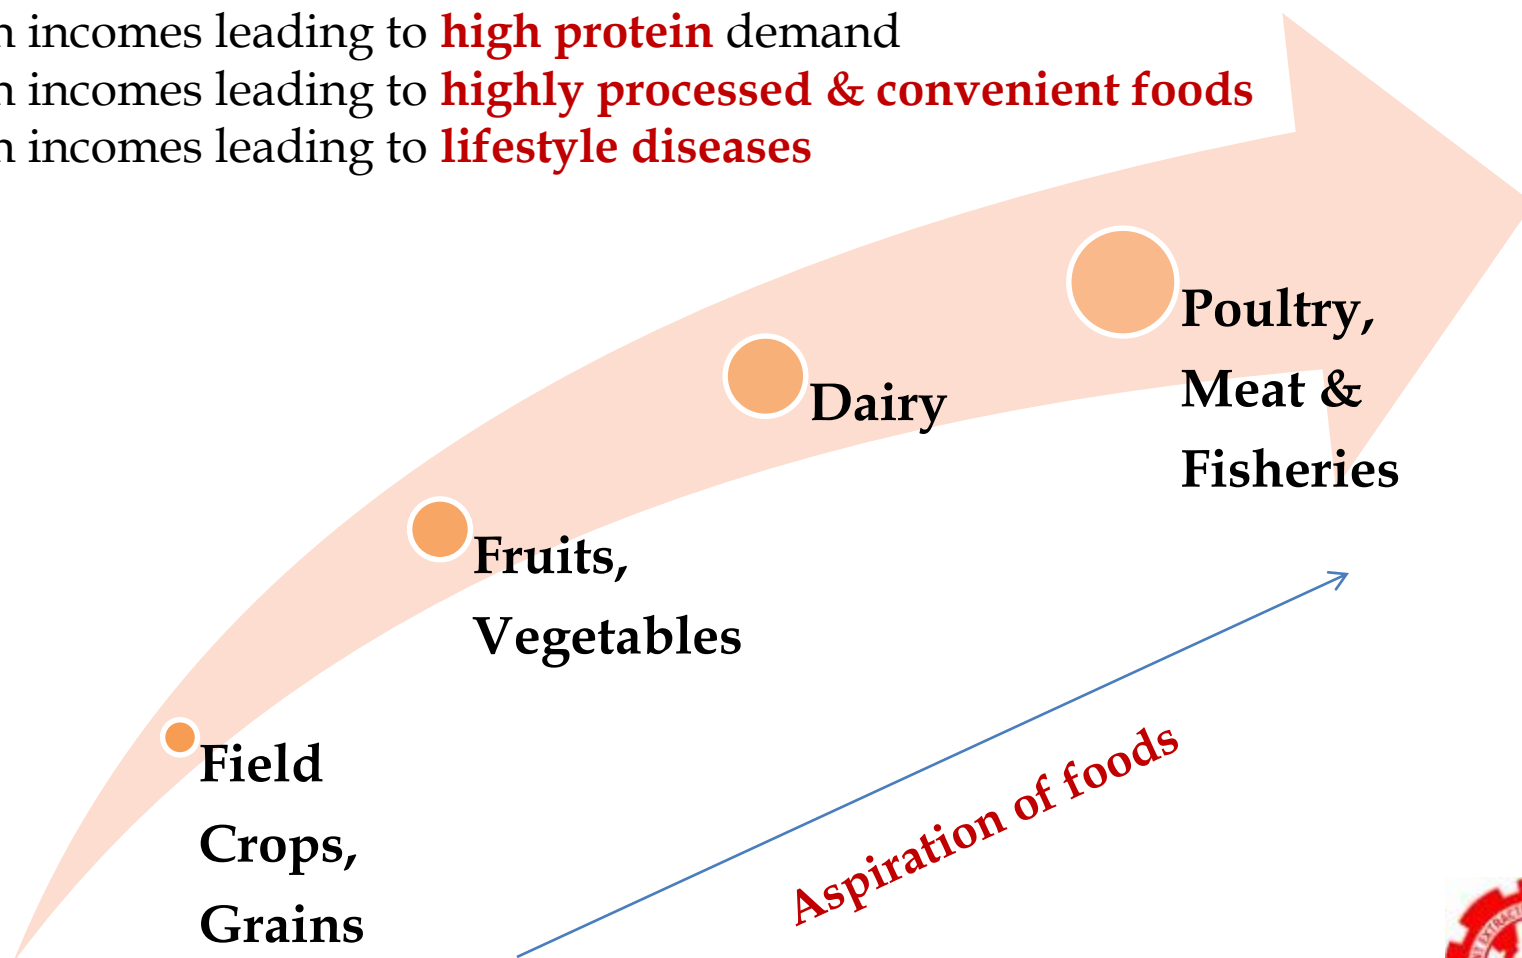 incomes leading to high protein demand
incomes leading to highly processed & convenient foods
incomes leading to lifestyle diseases
Poultry,
Meat &
Fisheries
Dairy
Fruits,
Vegetables
Field
Crops,
Grains
Aspiration of foods